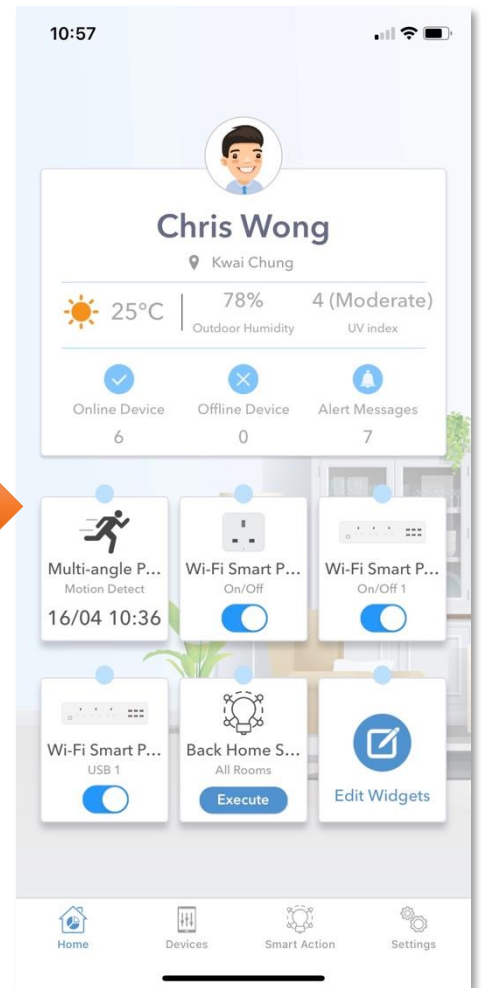 10:57
Chris Wong
Kwai Chung
25°C
78%
4 (Moderate)
Outdoor Humidity
UV index
Online Device
Offline Device
Alert Messages
6
0
7
Multi-angle P...
Wi-Fi Smart P...
Wi-Fi Smart P...
Motion Detect
On/Off
On/Off 1
16/04 10:36
Wi-Fi Smart P...
Back Home S...
USB 1
All Rooms
Execute
Edit Widgets
Home
Devices
Smart Action
Settings